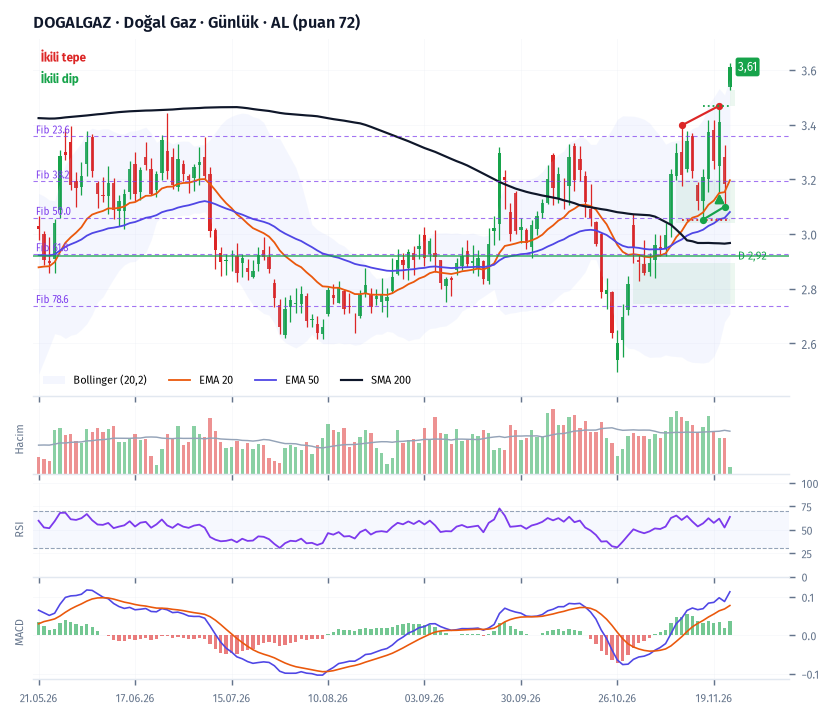 DOGALGAZ · Doğal Gaz · Günlük · AL (puan 72)
İkili tepe
İkili dip
3,61
3.6
3.4
3.2
3.0
2.8
2.6
Fib 23.6
Fib 38.2
Fib 50.0
Fib 61.8
Fib 78.6
D 2,92
Bollinger (20,2)
EMA 20
EMA 50
SMA 200
Hacim
RSI
100
75
50
25
0
MACD
0.1
0.0
-0.1
21.05.26
17.06.26
15.07.26
10.08.26
03.09.26
30.09.26
26.10.26
19.11.26